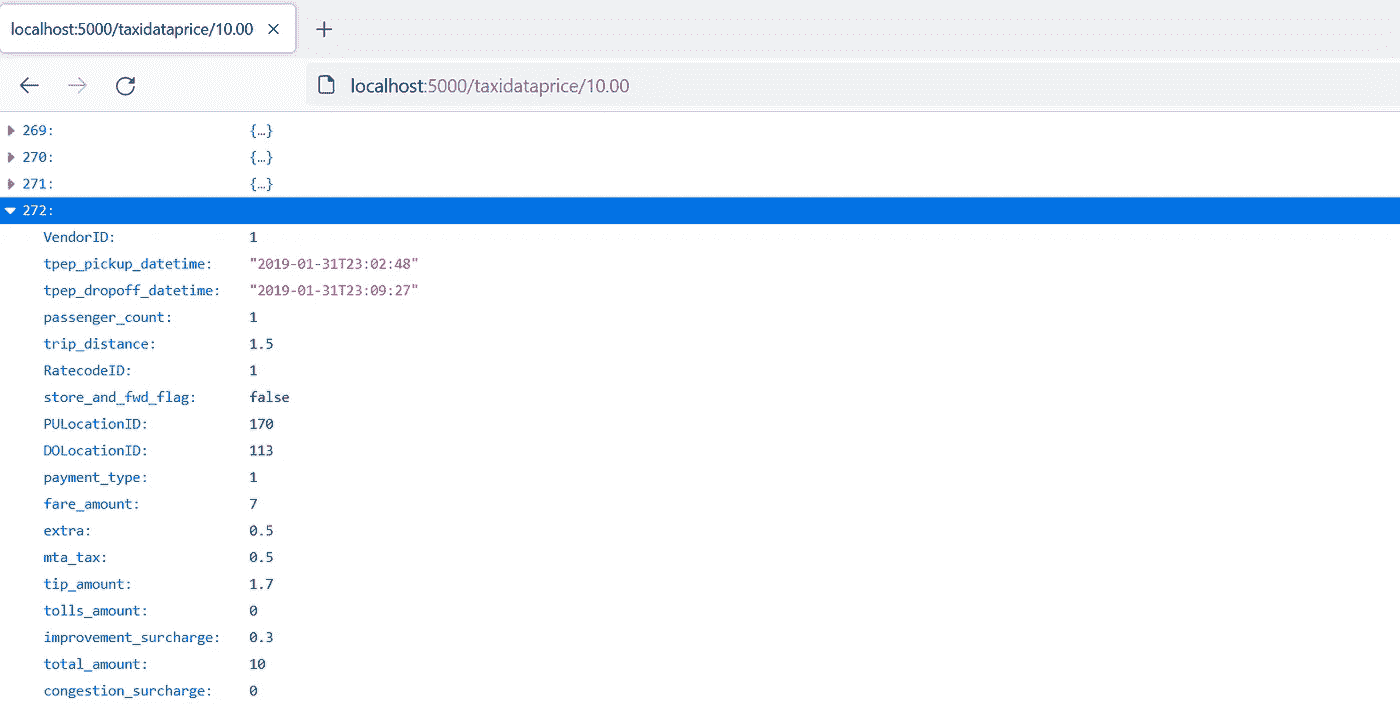 localhost:5000/taxidataprice/10.00
localhost:5000/taxidataprice/10.00
269: {…}
270: {…}
271: {…}
272:
VendorID: 1
tpep_pickup_datetime: "2019-01-31T23:02:48"
tpep_dropoff_datetime: "2019-01-31T23:09:27"
passenger_count: 1
trip_distance: 1.5
RatecodeID: 1
store_and_fwd_flag: false
PULocationID: 170
DOLocationID: 113
payment_type: 1
fare_amount: 7
extra: 0.5
mta_tax: 0.5
tip_amount: 1.7
tolls_amount: 0
improvement_surcharge: 0.3
total_amount: 10
congestion_surcharge: 0